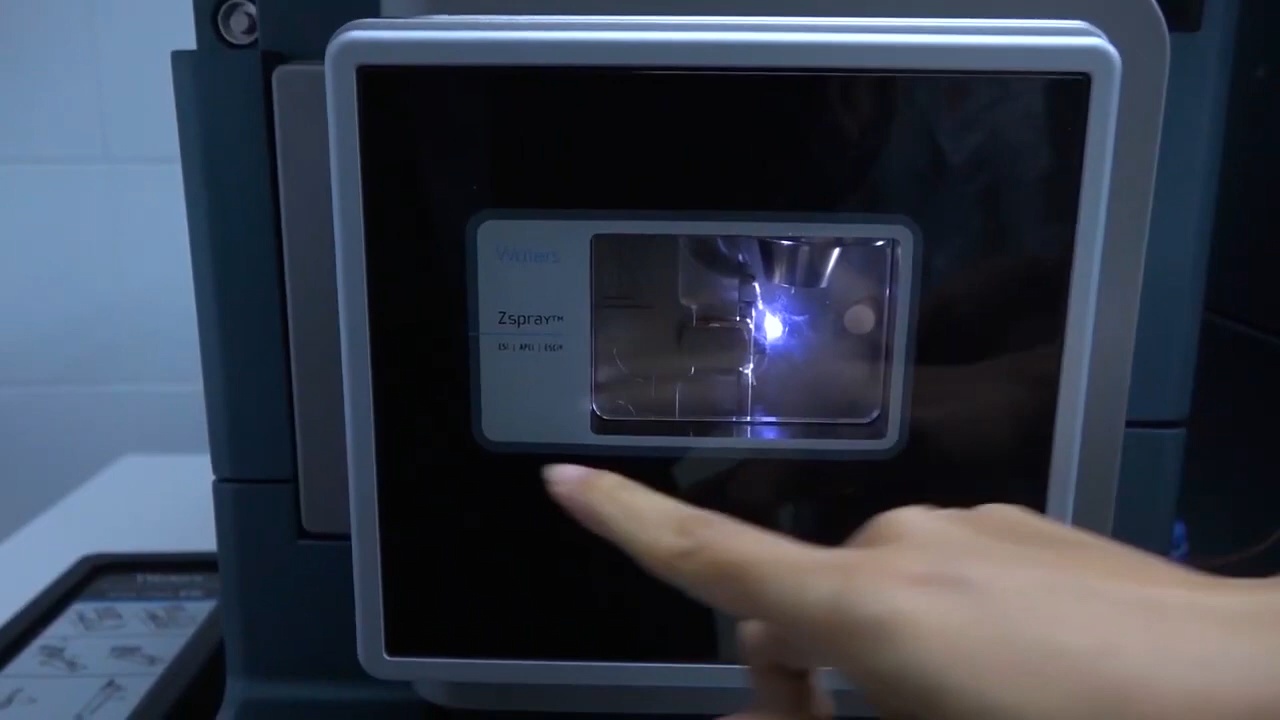 Waters
Zspray™
ESI | APCI | ESCi®